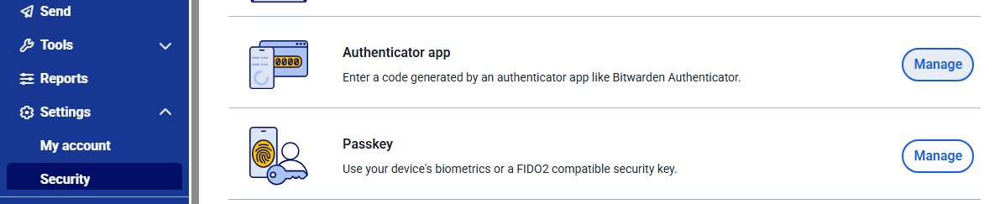 Send
Tools
Reports
Settings
My account
Security
Authenticator app
Enter a code generated by an authenticator app like Bitwarden Authenticator.
Manage
Passkey
Use your device's biometrics or a FIDO2 compatible security key.
Manage